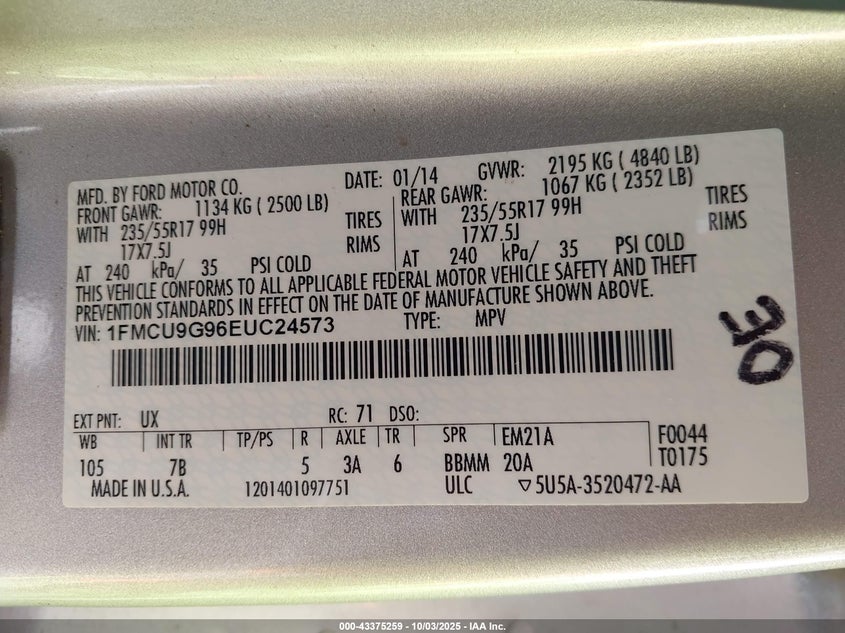 MFD. BY FORD MOTOR CO.
DATE: 01/14 GVWR: 2195 KG ( 4840 LB)
FRONT GAWR: 1134 KG ( 2500 LB)
WITH 235/55R17 99H TIRES
17X7.5J RIMS
AT 240 kPa/ 35 PSI COLD
REAR GAWR: 1067 KG ( 2352 LB)
WITH 235/55R17 99H TIRES
17X7.5J RIMS
AT 240 kPa/ 35 PSI COLD
THIS VEHICLE CONFORMS TO ALL APPLICABLE FEDERAL MOTOR VEHICLE SAFETY AND THEFT
PREVENTION STANDARDS IN EFFECT ON THE DATE OF MANUFACTURE SHOWN ABOVE.
VIN: 1FMCU9G96EUC24573 TYPE: MPV
EXT PNT: UX RC: 71 DSO:
WB INT TR TP/PS R AXLE TR SPR EM21A F0044
105 7B 5 3A 6 BBMM 20A T0175
MADE IN U.S.A. 1201401097751 ULC ▽5U5A-3520472-AA
000-43375259 - 10/03/2025 - IAA Inc.